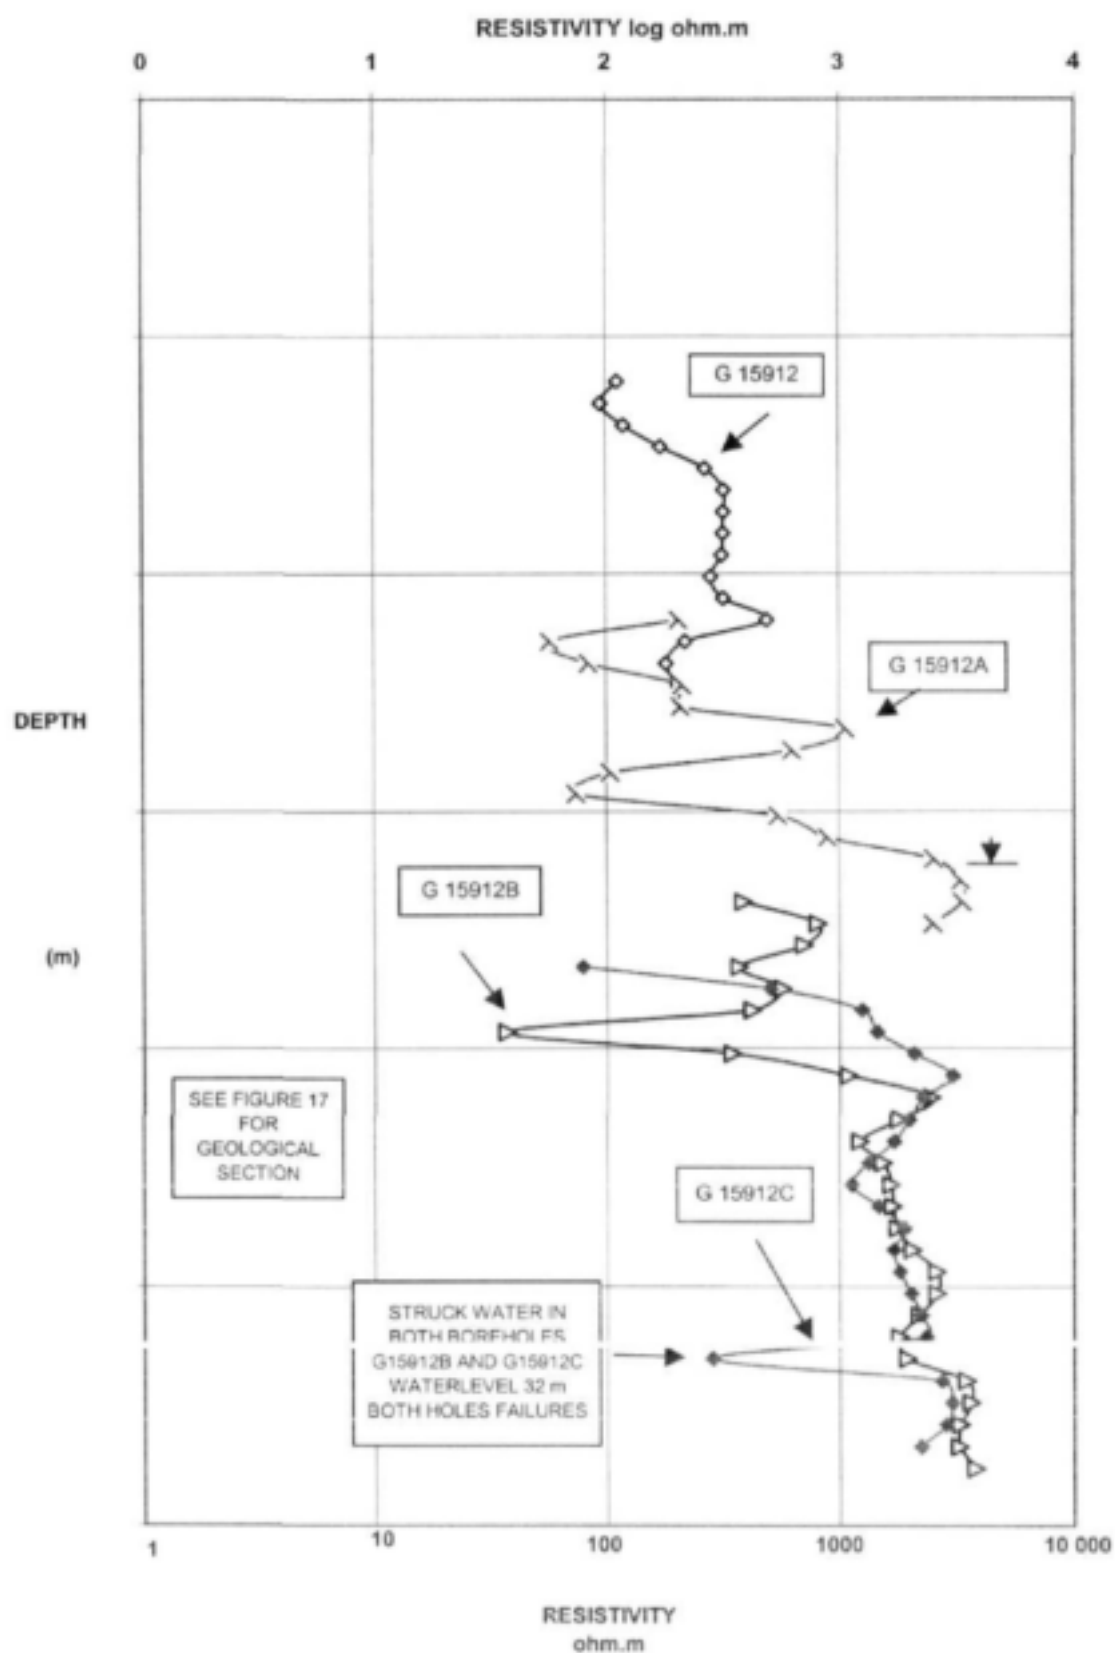 RESISTIVITY log ohm.m
0 1 2 3 4
G 15912
G 15912A
DEPTH
G 15912B
(m)
SEE FIGURE 17
FOR
GEOLOGICAL
SECTION
G 15912C
STRUCK WATER IN
BOTH BOREHOLES
G15912B AND G15912C
WATERLEVEL 32 m
BOTH HOLES FAILURES
1 10 100 1000 10 000
RESISTIVITY
ohm.m